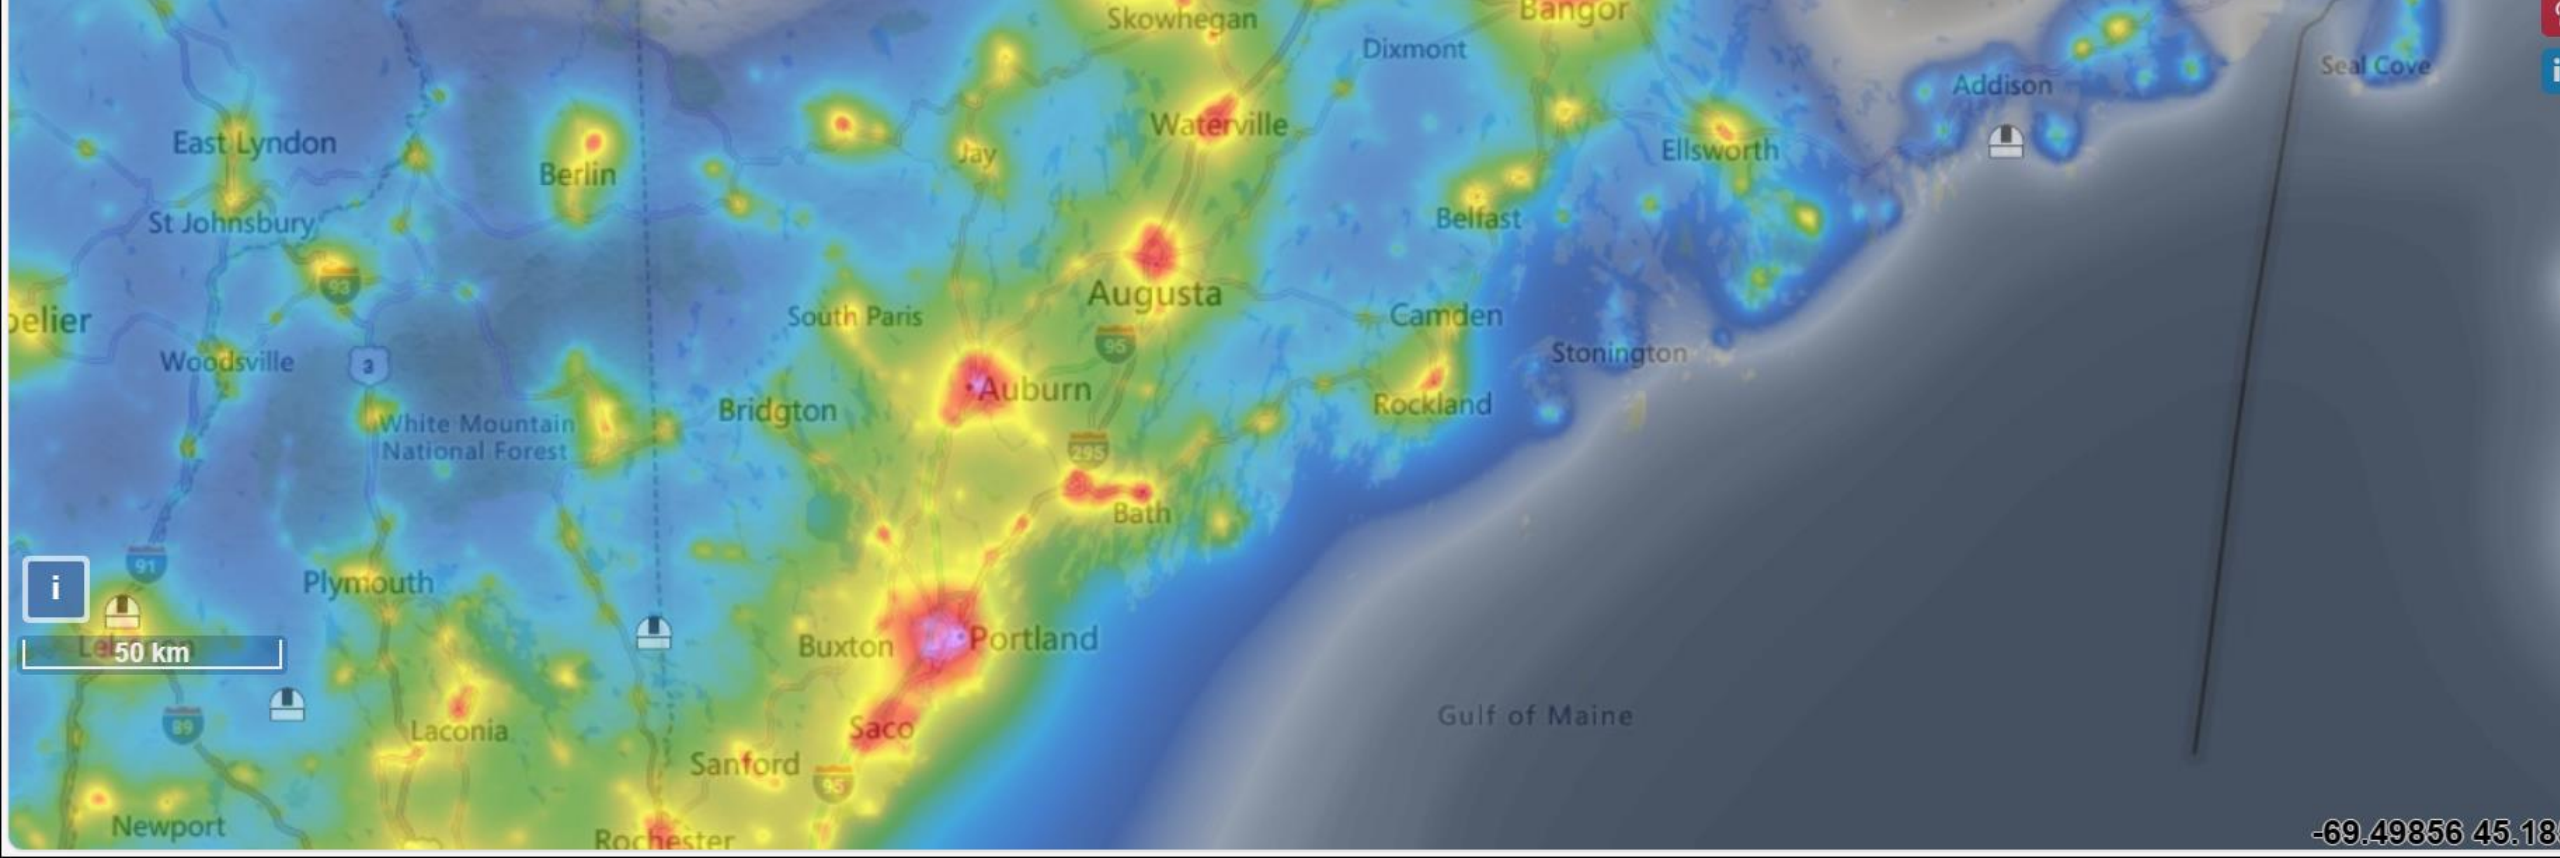 Skowhegan
Bangor
Dixmont
Seal Cove
Addison
Waterville
East Lyndon
Jay
Ellsworth
Berlin
Belfast
St Johnsbury
93
Augusta
South Paris
Camden
pelier
95
Stonington
Woodsville
3
Auburn
Rockland
Bridgton
White Mountain
National Forest
295
Bath
91
i
Plymouth
Portland
Buxton
Lebanon
50 km
Gulf of Maine
89
Laconia
Saco
Sanford
95
Newport
Rochester
-69.49856 45.18